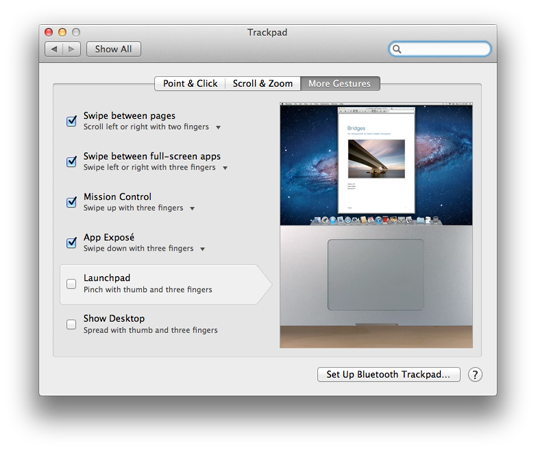 Trackpad
Show All
Point & Click
Scroll & Zoom
More Gestures
Swipe between pages
Scroll left or right with two fingers
Swipe between full-screen apps
Swipe left or right with three fingers
Mission Control
Swipe up with three fingers
App Exposé
Swipe down with three fingers
Launchpad
Pinch with thumb and three fingers
Show Desktop
Spread with thumb and three fingers
Bridges
Set Up Bluetooth Trackpad...
?